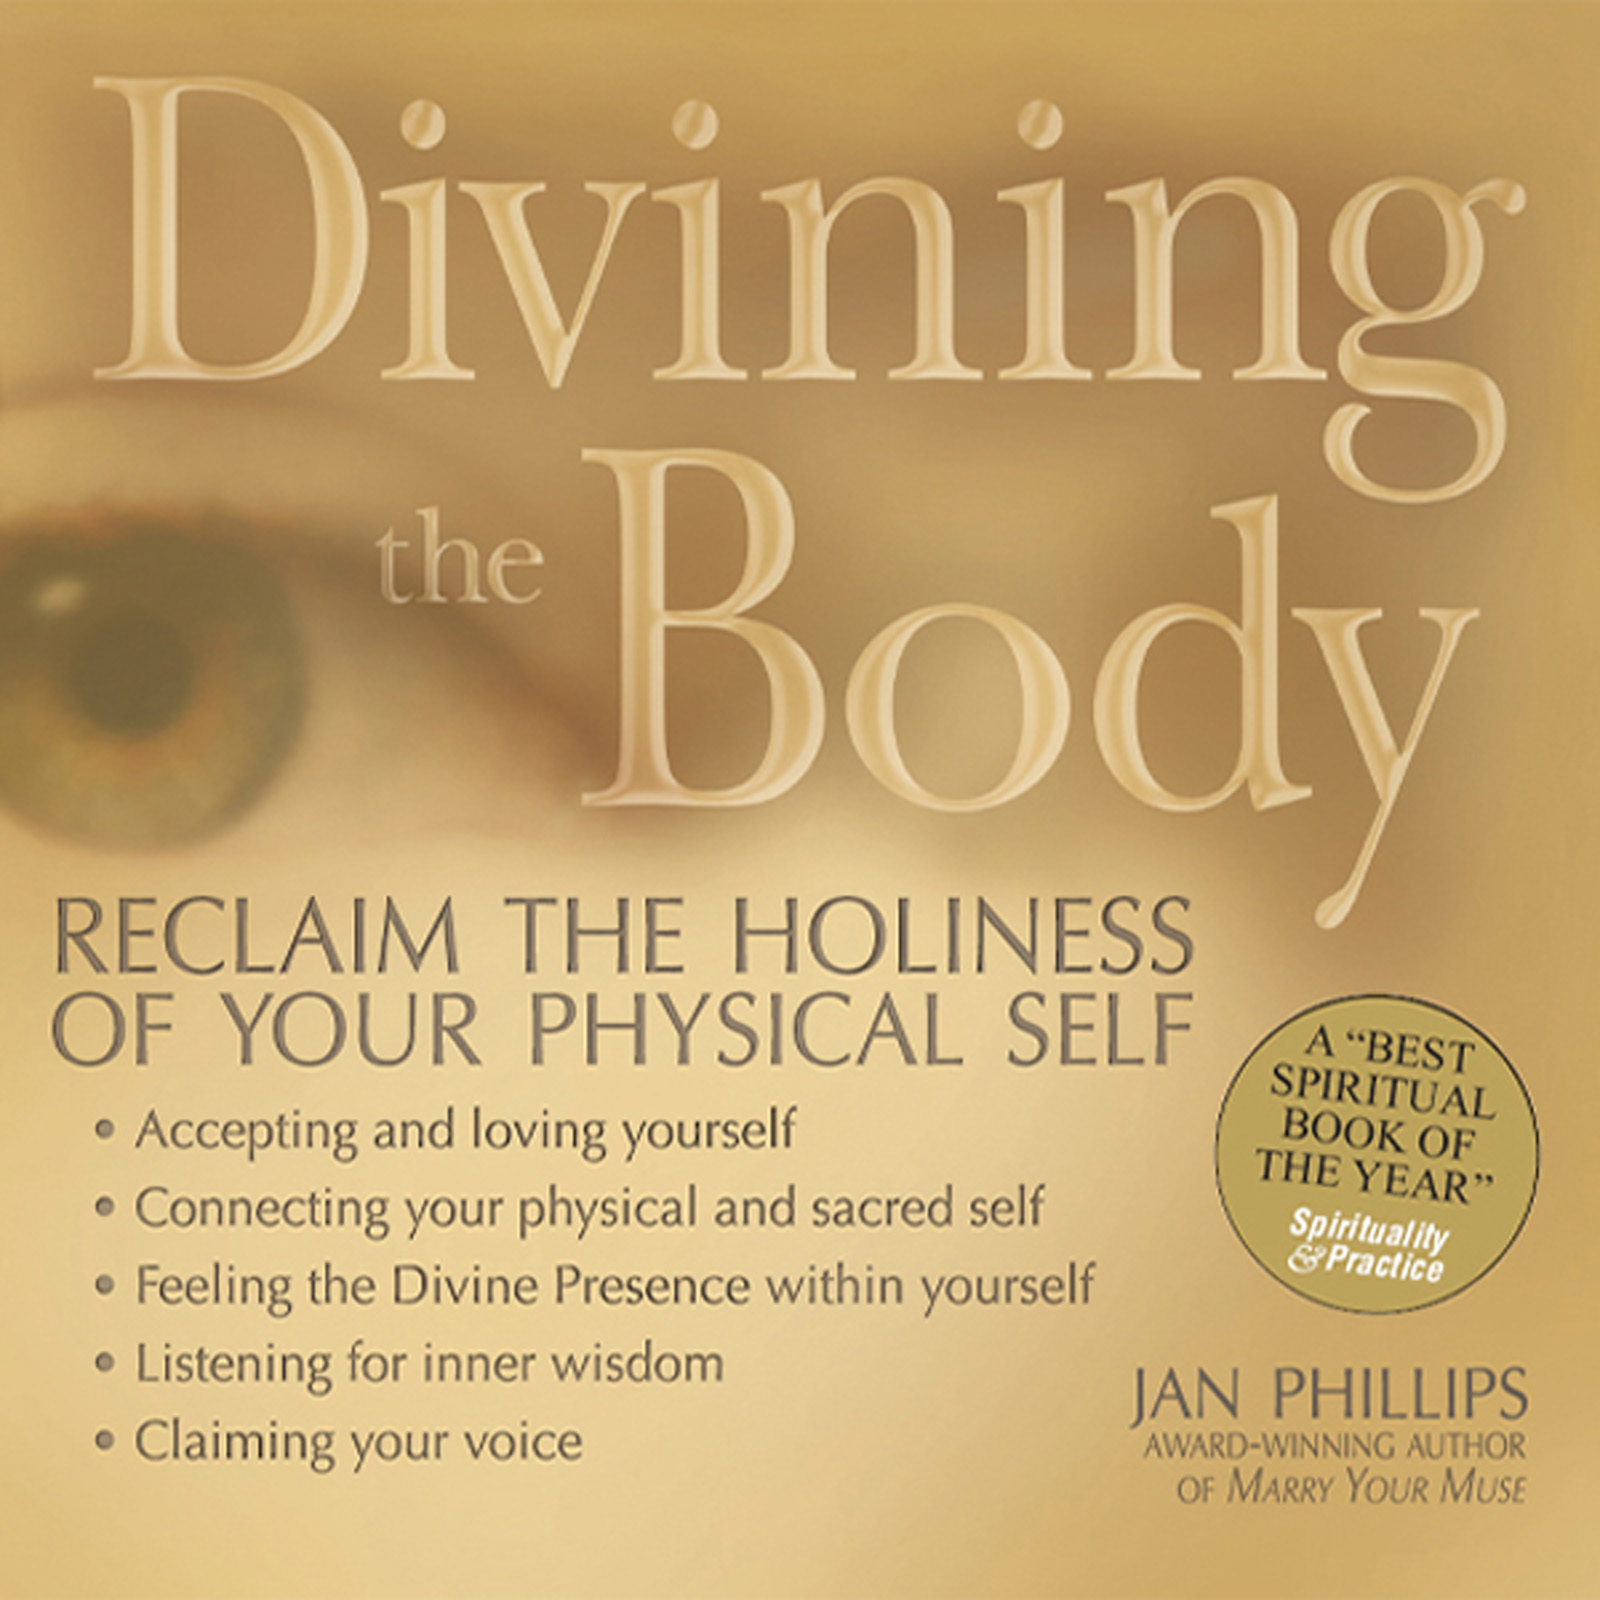 Divining
the Body
RECLAIM THE HOLINESS
OF YOUR PHYSICAL SELF
• Accepting and loving yourself
• Connecting your physical and sacred self
• Feeling the Divine Presence within yourself
• Listening for inner wisdom
• Claiming your voice
A “BEST
SPIRITUAL
BOOK OF
THE YEAR”
Spirituality
&Practice
JAN PHILLIPS
AWARD-WINNING AUTHOR
OF MARRY YOUR MUSE